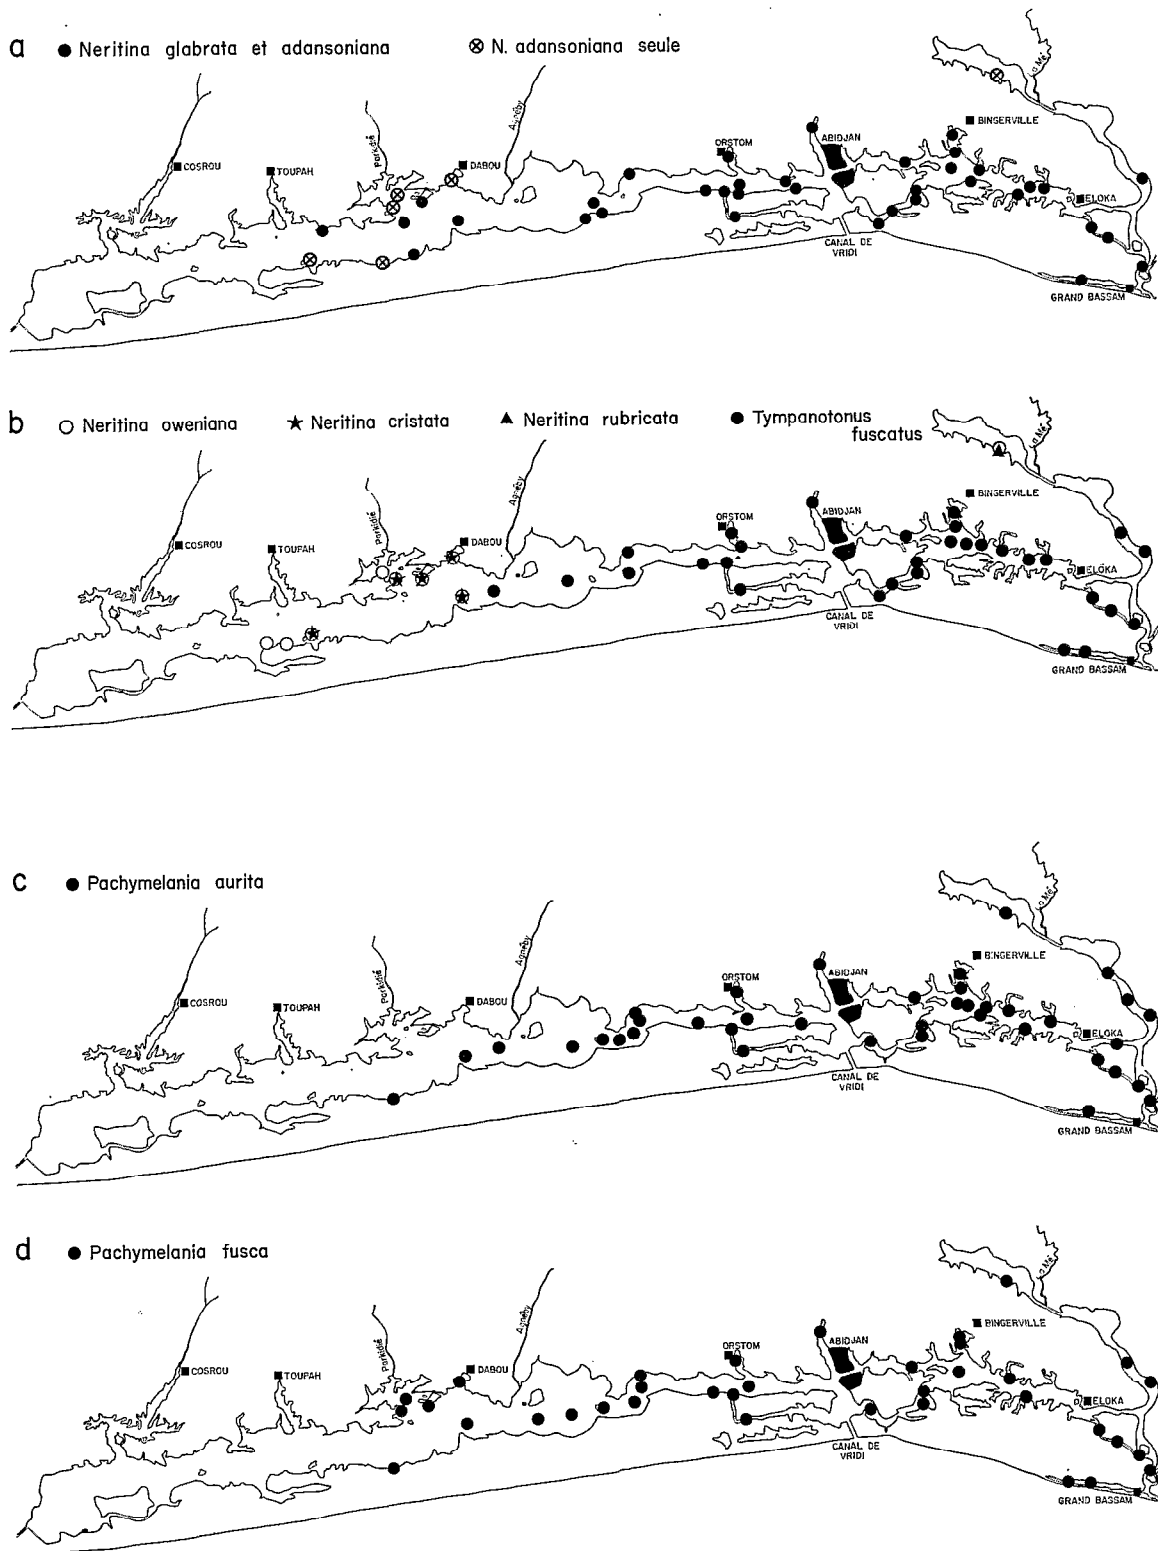 a
Neritina glabrata et adansoniana
N. adansoniana seule
COSROU
TOUPAH
DABOU
Agnéby
ORSTOM
ABIDJAN
BINGERVILLE
ELOKA
CANAL DE
VRIDI
GRAND BASSAM
b
Neritina oweniana
Neritina cristata
Neritina rubricata
Tympanotonus
fuscatus
COSROU
TOUPAH
DABOU
Agnéby
ORSTOM
ABIDJAN
BINGERVILLE
ELOKA
CANAL DE
VRIDI
GRAND BASSAM
c
Pachymelania aurita
COSROU
TOUPAH
DABOU
Agnéby
ORSTOM
ABIDJAN
BINGERVILLE
ELOKA
CANAL DE
VRIDI
GRAND BASSAM
d
Pachymelania fusca
COSROU
TOUPAH
DABOU
Agnéby
ORSTOM
ABIDJAN
BINGERVILLE
ELOKA
CANAL DE
VRIDI
GRAND BASSAM